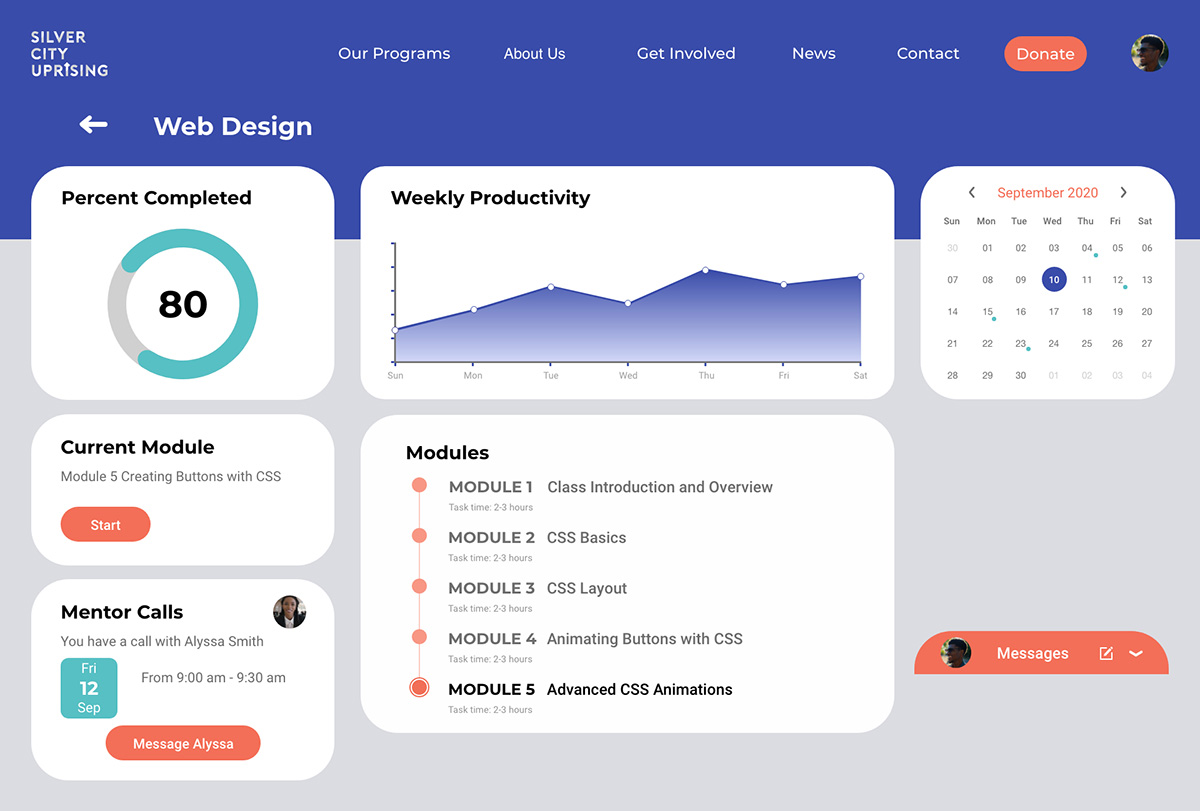 SILVER
CITY
UPRISING
Our Programs About Us Get Involved News Contact Donate
Web Design
Percent Completed
80
Weekly Productivity
Sun Mon Tue Wed Thu Fri Sat
September 2020
Sun Mon Tue Wed Thu Fri Sat
30 01 02 03 04 05 06
07 08 09 10 11 12 13
14 15 16 17 18 19 20
21 22 23 24 25 26 27
28 29 30 01 02 03 04
Current Module
Module 5 Creating Buttons with CSS
Start
Modules
MODULE 1 Class Introduction and Overview
Task time: 2-3 hours
MODULE 2 CSS Basics
Task time: 2-3 hours
MODULE 3 CSS Layout
Task time: 2-3 hours
MODULE 4 Animating Buttons with CSS
Task time: 2-3 hours
MODULE 5 Advanced CSS Animations
Task time: 2-3 hours
Mentor Calls
You have a call with Alyssa Smith
Fri
12
Sep
From 9:00 am - 9:30 am
Message Alyssa
Messages